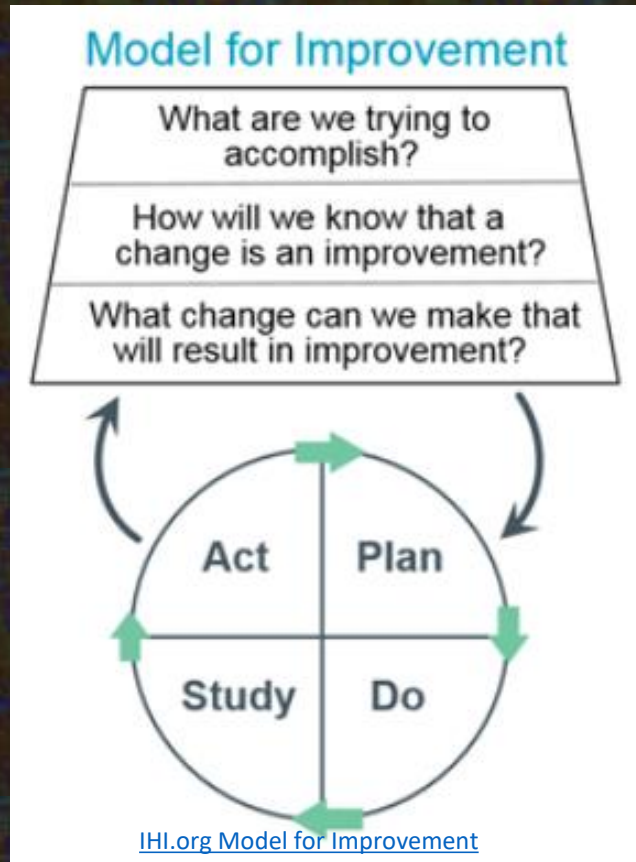 Model for Improvement
What are we trying to
accomplish?
How will we know that a
change is an improvement?
What change can we make that
will result in improvement?
Act
Plan
Study
Do
IHI.org Model for Improvement